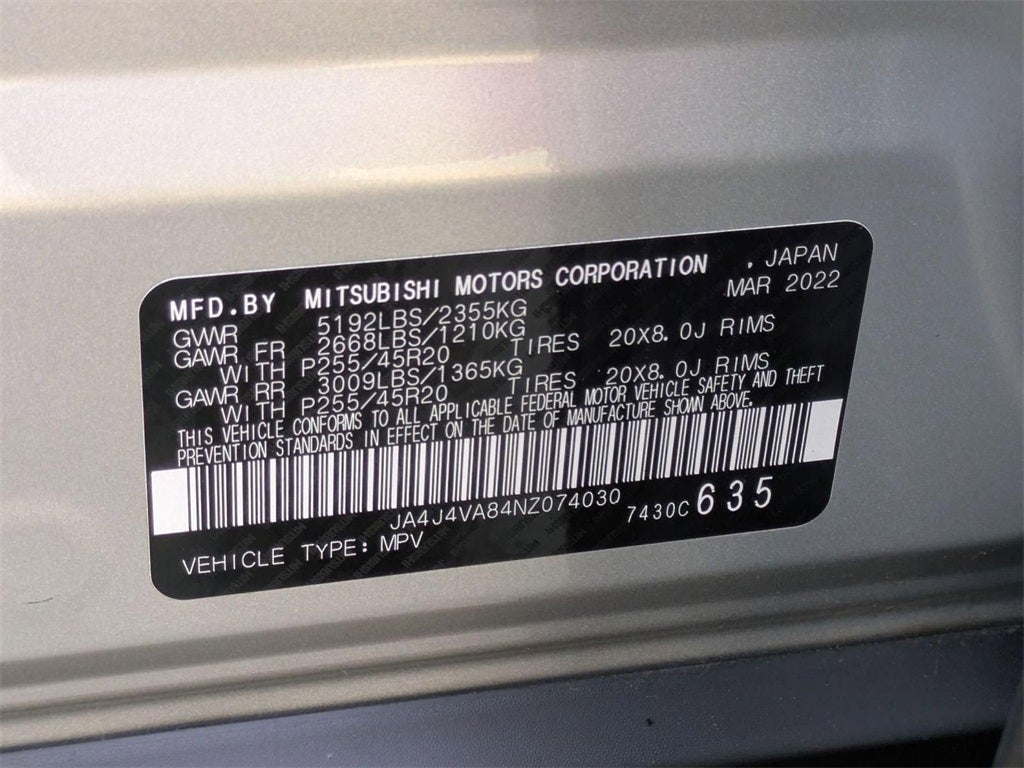 MFD.BY MITSUBISHI MOTORS CORPORATION , JAPAN
MAR 2022
GVWR 5192LBS/2355KG
GAWR FR 2668LBS/1210KG
WITH P255/45R20 TIRES 20X8.0J RIMS
GAWR RR 3009LBS/1365KG
WITH P255/45R20 TIRES 20X8.0J RIMS
THIS VEHICLE CONFORMS TO ALL APPLICABLE FEDERAL MOTOR VEHICLE SAFETY AND THEFT
PREVENTION STANDARDS IN EFFECT ON THE DATE OF MANUFACTURE SHOWN ABOVE.
JA4J4VA84NZ074030 7430C 635
VEHICLE TYPE: MPV